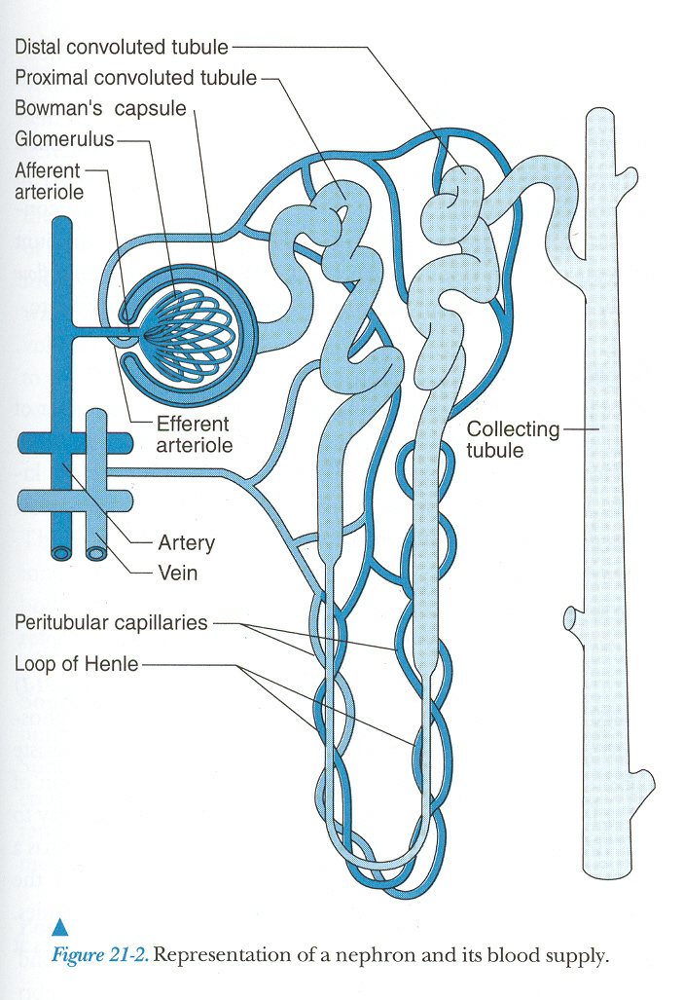 Distal convoluted tubule
Proximal convoluted tubule
Bowman's capsule
Glomerulus
Afferent
arteriole
Efferent
arteriole
Collecting
tubule
Artery
Vein
Peritubular capillaries
Loop of Henle
Figure 21-2. Representation of a nephron and its blood supply.